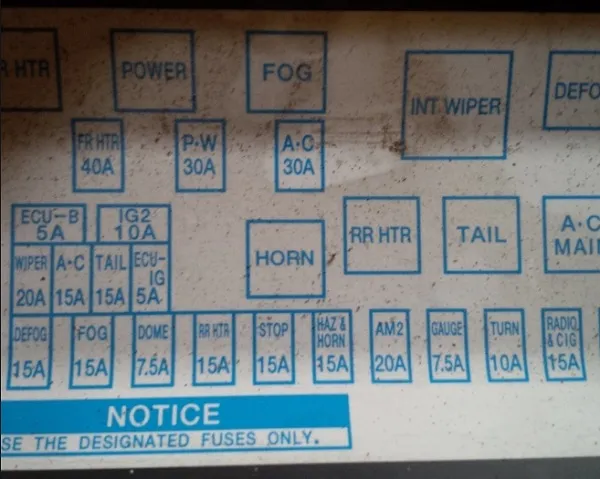 R HTR POWER FOG INT WIPER DEFO
FR HTR P·W A·C
40A 30A 30A
ECU-B IG2
5A 10A
HORN RR HTR TAIL A·C
MAI
WIPER A·C TAIL ECU-
IG
20A 15A 15A 5A
DEFOG FOG DOME RR HTR STOP HAZ & HORN AM2 GAUGE TURN RADIO & CIG
15A 15A 7.5A 15A 15A 15A 20A 7.5A 10A 15A
NOTICE
SE THE DESIGNATED FUSES ONLY.